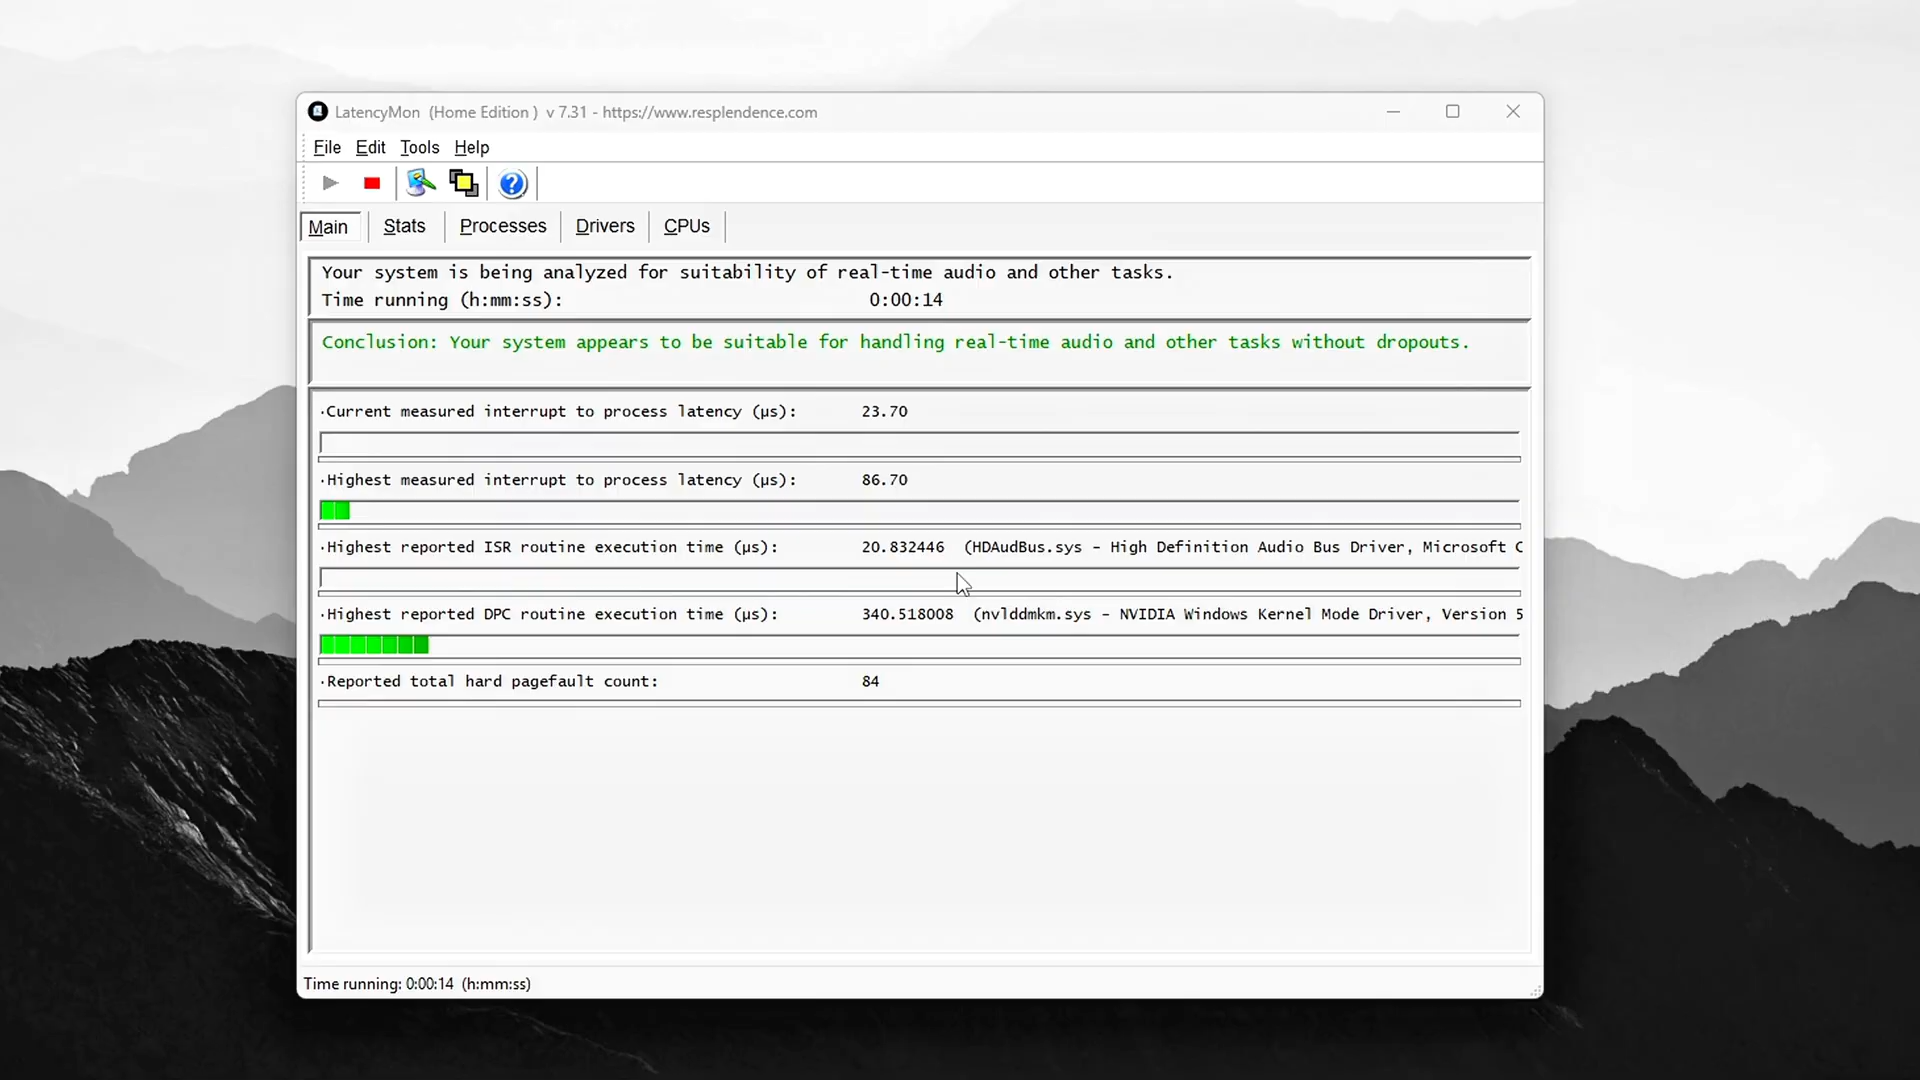 LatencyMon (Home Edition ) v 7.31 - https://www.resplendence.com
File Edit Tools Help
Main Stats Processes Drivers CPUs
Your system is being analyzed for suitability of real-time audio and other tasks.
Time running (h:mm:ss): 0:00:14
Conclusion: Your system appears to be suitable for handling real-time audio and other tasks without dropouts.
·Current measured interrupt to process latency (µs): 23.70
·Highest measured interrupt to process latency (µs): 86.70
·Highest reported ISR routine execution time (µs): 20.832446 (HDAudBus.sys - High Definition Audio Bus Driver, Microsoft C
·Highest reported DPC routine execution time (µs): 340.518008 (nvlddmkm.sys - NVIDIA Windows Kernel Mode Driver, Version 5
·Reported total hard pagefault count: 84
Time running: 0:00:14 (h:mm:ss)